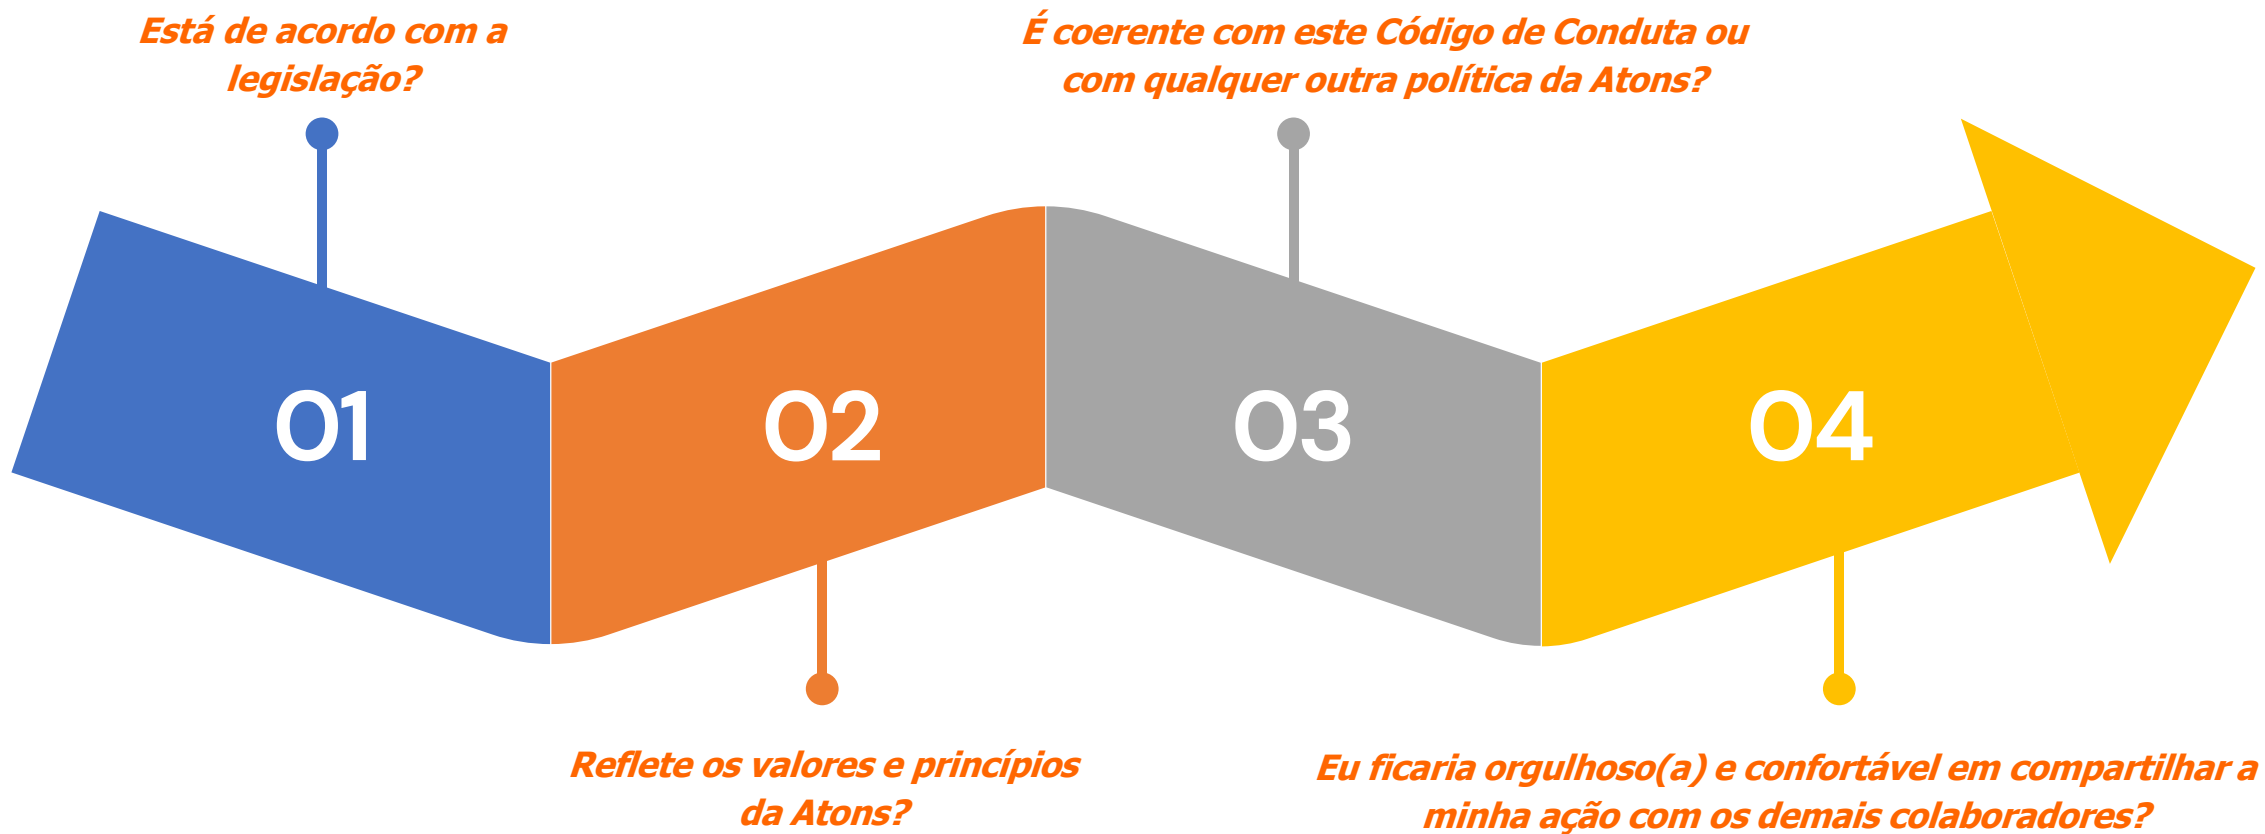 Está de acordo com a
legislação?
É coerente com este Código de Conduta ou
com qualquer outra política da Atons?
01
02
03
04
Reflete os valores e princípios
da Atons?
Eu ficaria orgulhoso(a) e confortável em compartilhar a
minha ação com os demais colaboradores?